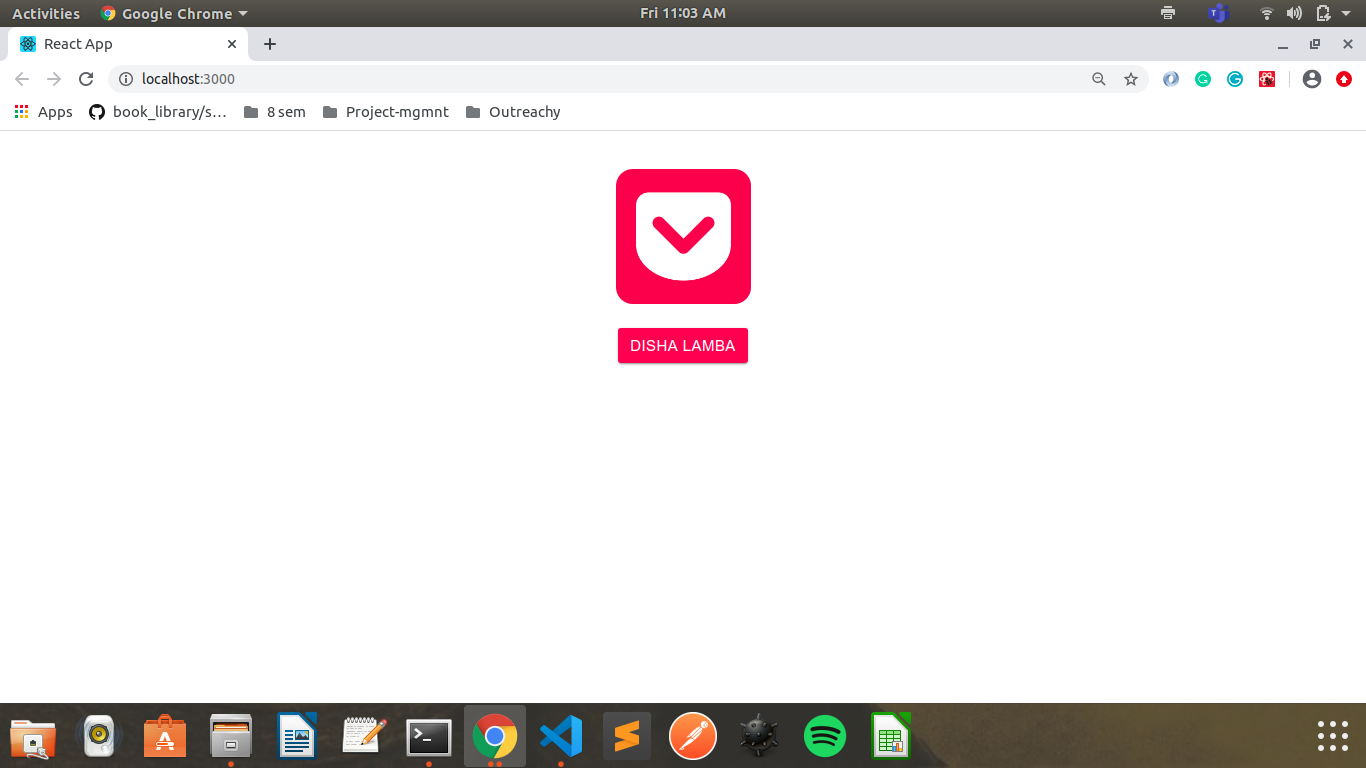 Activities Google Chrome Fri 11:03 AM
React App
localhost:3000
Apps book_library/s... 8 sem Project-mgmnt Outreachy
DISHA LAMBA